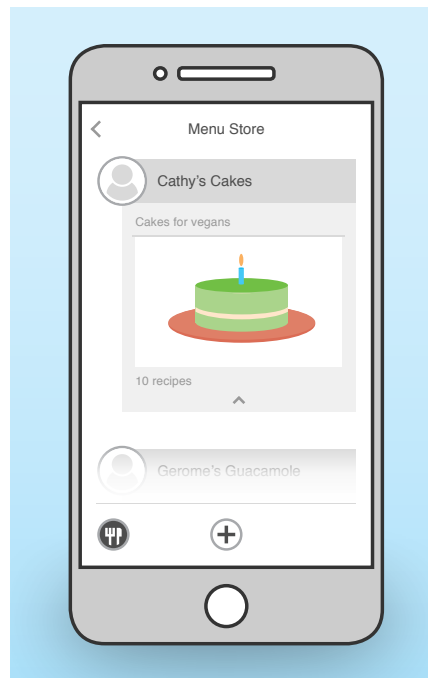 Menu Store
Cathy's Cakes
Cakes for vegans
10 recipes
Gerome's Guacamole